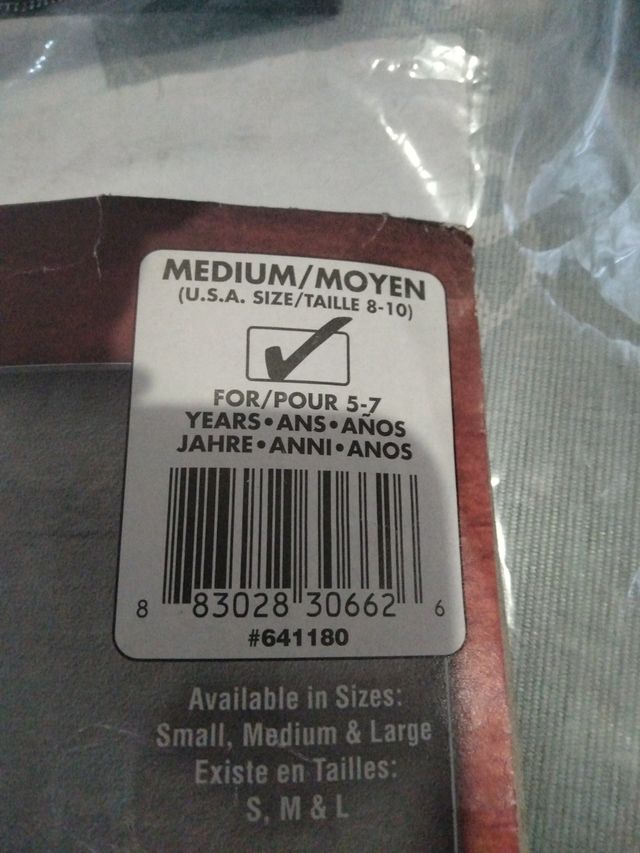 MEDIUM/MOYEN
(U.S.A. SIZE/TAILLE 8-10)
FOR/POUR 5-7
YEARS•ANS•AÑOS
JAHRE•ANNI•ANOS
8 83028 30662 6
#641180
Available in Sizes:
Small, Medium & Large
Existe en Tailles:
S, M & L